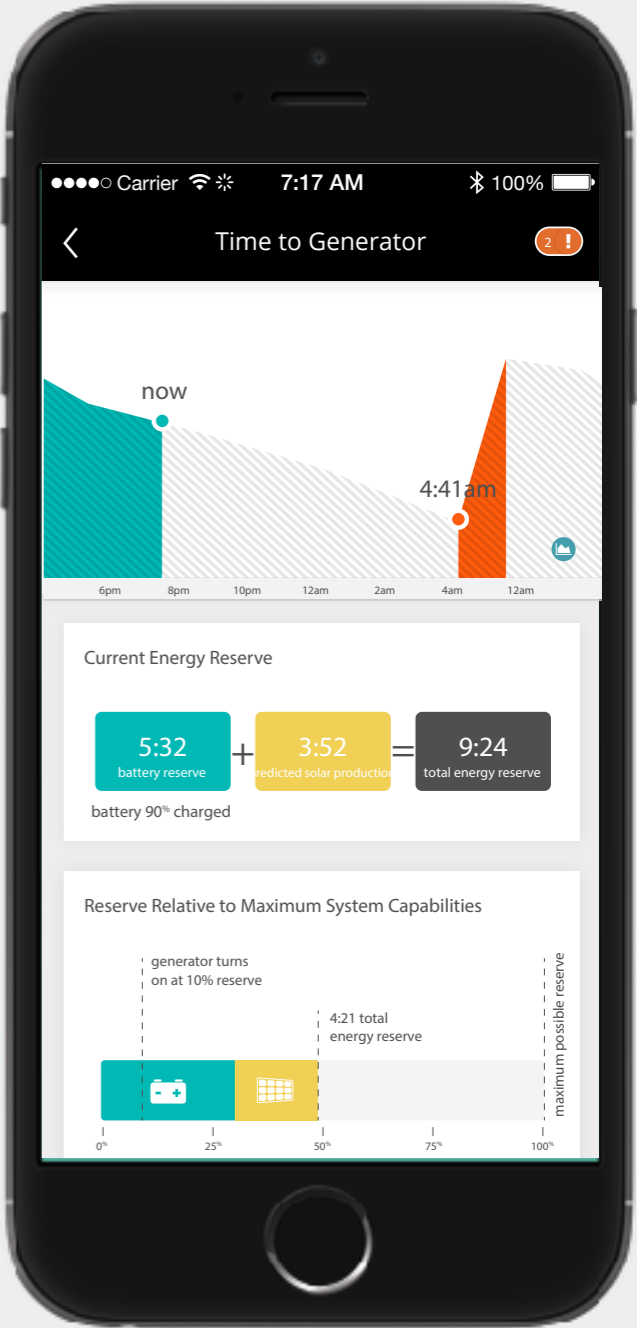 Carrier 7:17 AM 100%
Time to Generator
2 !
now
4:41am
6pm 8pm 10pm 12am 2am 4am 12am
Current Energy Reserve
5:32 + 3:52 = 9:24
battery reserve redicted solar production total energy reserve
battery 90% charged
Reserve Relative to Maximum System Capabilities
generator turns
on at 10% reserve
4:21 total
energy reserve
maximum possible reserve
0% 25% 50% 75% 100%